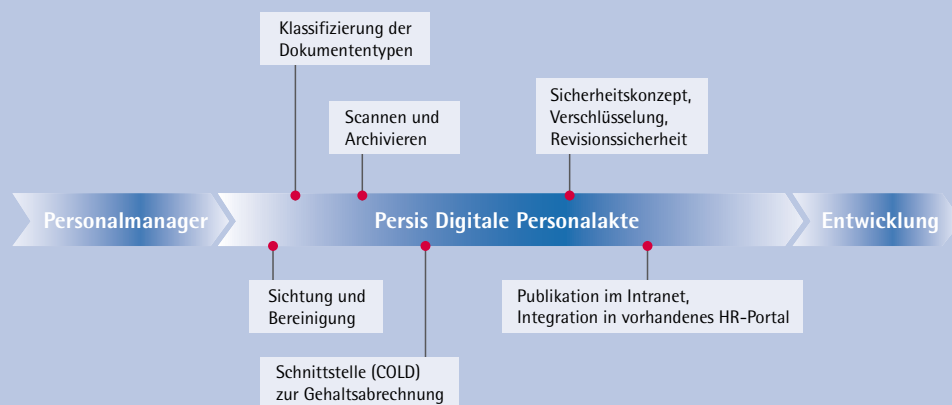 Klassifizierung der
Dokumententypen
Scannen und
Archivieren
Sicherheitskonzept,
Verschlüsselung,
Revisionssicherheit
Personalmanager
Persis Digitale Personalakte
Entwicklung
Sichtung und
Bereinigung
Publikation im Intranet,
Integration in vorhandenes HR-Portal
Schnittstelle (COLD)
zur Gehaltsabrechnung